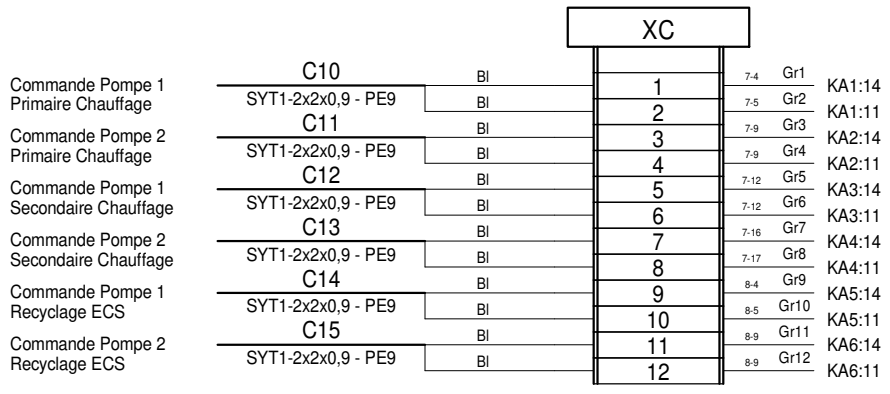 XC
Commande Pompe 1
Primaire Chauffage
C10
SYT1-2x2x0,9 - PE9
Bl
1
7-4
Gr1
KA1:14
Bl
2
7-5
Gr2
KA1:11
Commande Pompe 2
Primaire Chauffage
C11
SYT1-2x2x0,9 - PE9
Bl
3
7-9
Gr3
KA2:14
Bl
4
7-9
Gr4
KA2:11
Commande Pompe 1
Secondaire Chauffage
C12
SYT1-2x2x0,9 - PE9
Bl
5
7-12
Gr5
KA3:14
Bl
6
7-12
Gr6
KA3:11
Commande Pompe 2
Secondaire Chauffage
C13
SYT1-2x2x0,9 - PE9
Bl
7
7-16
Gr7
KA4:14
Bl
8
7-17
Gr8
KA4:11
Commande Pompe 1
Recyclage ECS
C14
SYT1-2x2x0,9 - PE9
Bl
9
8-4
Gr9
KA5:14
Bl
10
8-5
Gr10
KA5:11
Commande Pompe 2
Recyclage ECS
C15
SYT1-2x2x0,9 - PE9
Bl
11
8-9
Gr11
KA6:14
Bl
12
8-9
Gr12
KA6:11